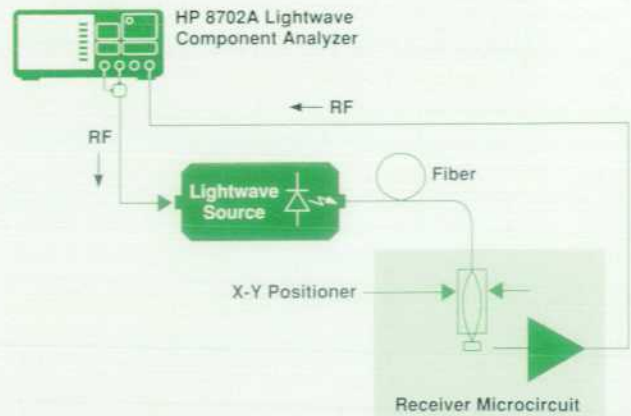 HP 8702A Lightwave
Component Analyzer
RF
RF
Lightwave
Source
Fiber
X-Y Positioner
Receiver Microcircuit